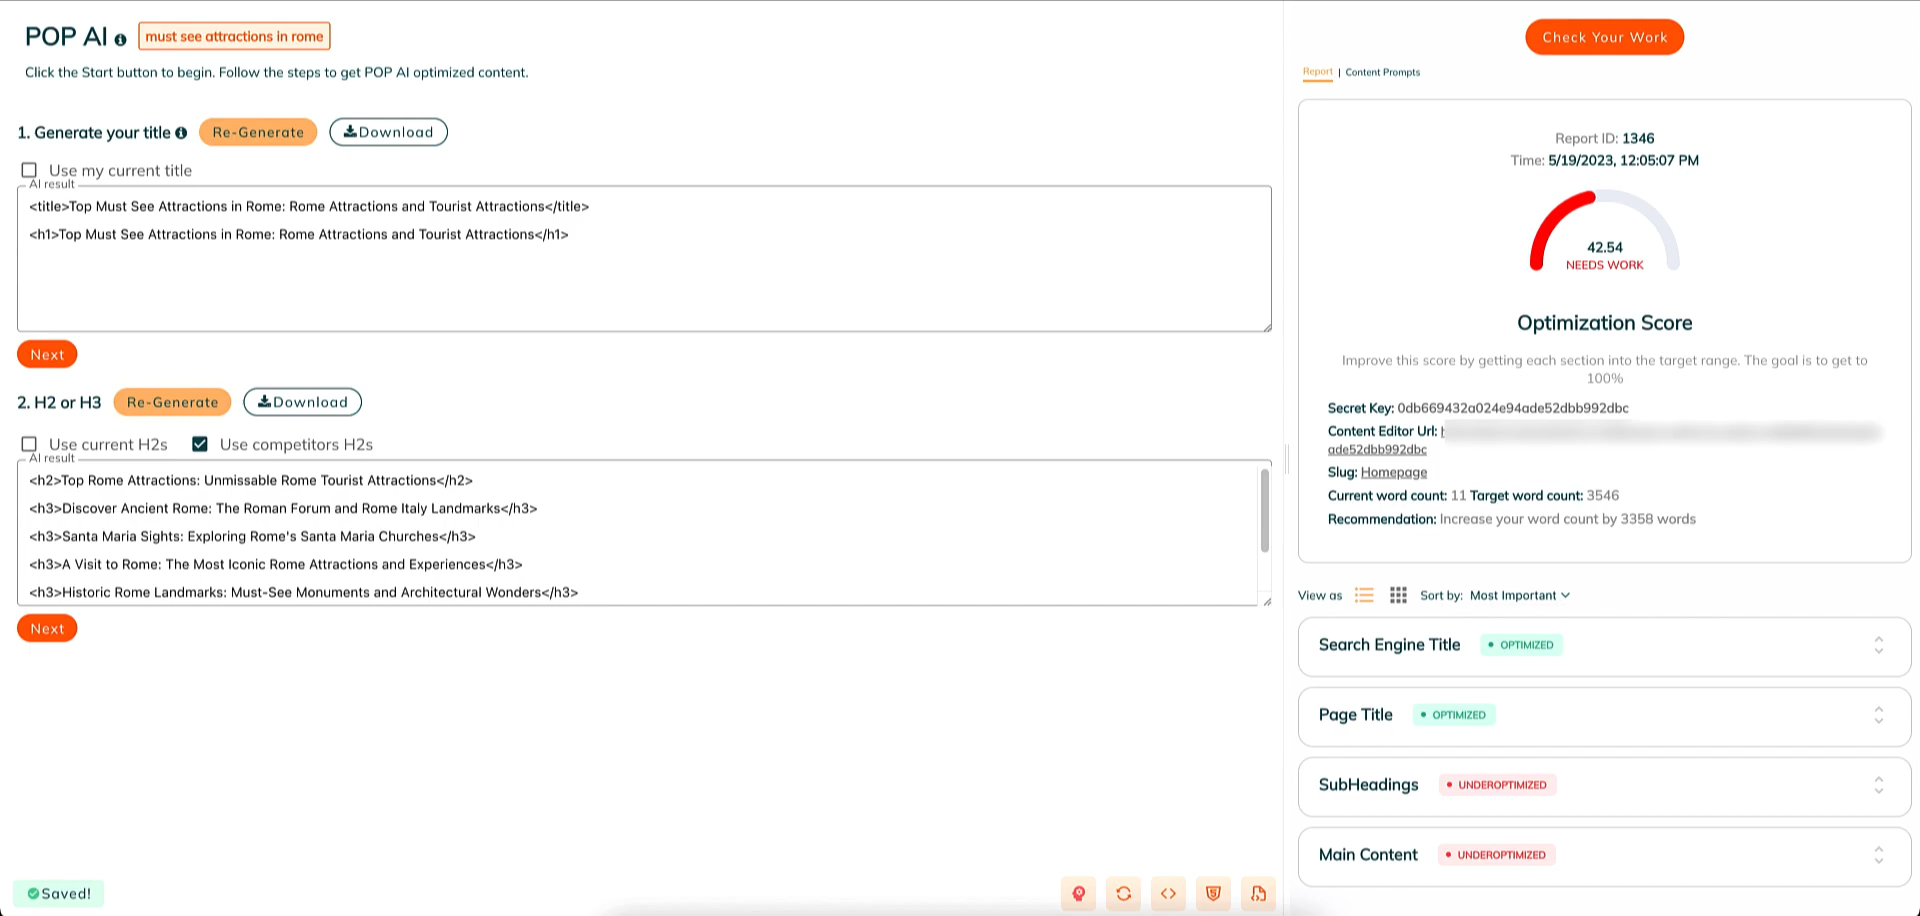 POP AI must see attractions in rome
Click the Start button to begin. Follow the steps to get POP AI optimized content.
1. Generate your title Re-Generate Download
Use my current title
AI result
<title>Top Must See Attractions in Rome: Rome Attractions and Tourist Attractions</title>
<h1>Top Must See Attractions in Rome: Rome Attractions and Tourist Attractions</h1>
Next
2. H2 or H3 Re-Generate Download
Use current H2s Use competitors H2s
AI result
<h2>Top Rome Attractions: Unmissable Rome Tourist Attractions</h2>
<h3>Discover Ancient Rome: The Roman Forum and Rome Italy Landmarks</h3>
<h3>Santa Maria Sights: Exploring Rome's Santa Maria Churches</h3>
<h3>A Visit to Rome: The Most Iconic Rome Attractions and Experiences</h3>
<h3>Historic Rome Landmarks: Must-See Monuments and Architectural Wonders</h3>
Next
Saved!
Check Your Work
Report | Content Prompts
Report ID: 1346
Time: 5/19/2023, 12:05:07 PM
42.54
NEEDS WORK
Optimization Score
Improve this score by getting each section into the target range. The goal is to get to
100%
Secret Key: 0db669432a024e94ade52dbb992dbc
Content Editor Url:
ade52dbb992dbc
Slug: Homepage
Current word count: 11 Target word count: 3546
Recommendation: Increase your word count by 3358 words
View as Sort by: Most Important
Search Engine Title OPTIMIZED
Page Title OPTIMIZED
SubHeadings UNDEROPTIMIZED
Main Content UNDEROPTIMIZED